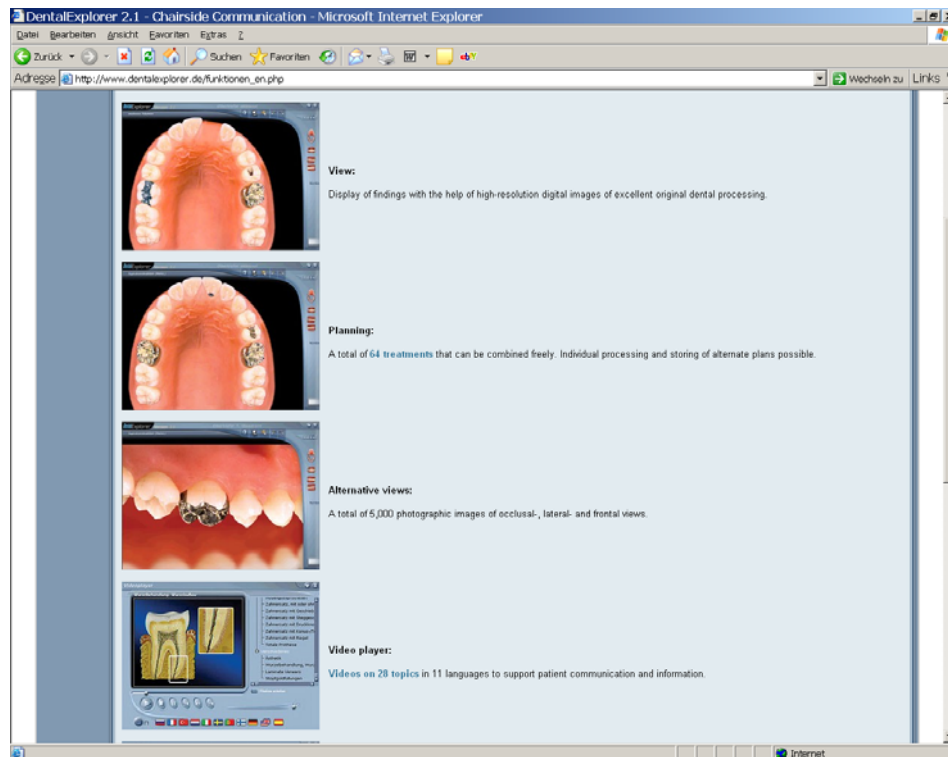 DentalExplorer 2.1 - Chairside Communication - Microsoft Internet Explorer
Datei Bearbeiten Ansicht Favoriten Extras ?
Zurück Suchen Favoriten
Adresse http://www.dentalexplorer.de/funktionen_en.php Wechseln zu Links
View:
Display of findings with the help of high-resolution digital images of excellent original dental processing.
Planning:
A total of 64 treatments that can be combined freely. Individual processing and storing of alternate plans possible.
Alternative views:
A total of 5,000 photographic images of occlusal-, lateral- and frontal views.
Videoplayer
Video player:
Videos on 28 topics in 11 languages to support patient communication and information.
Internet